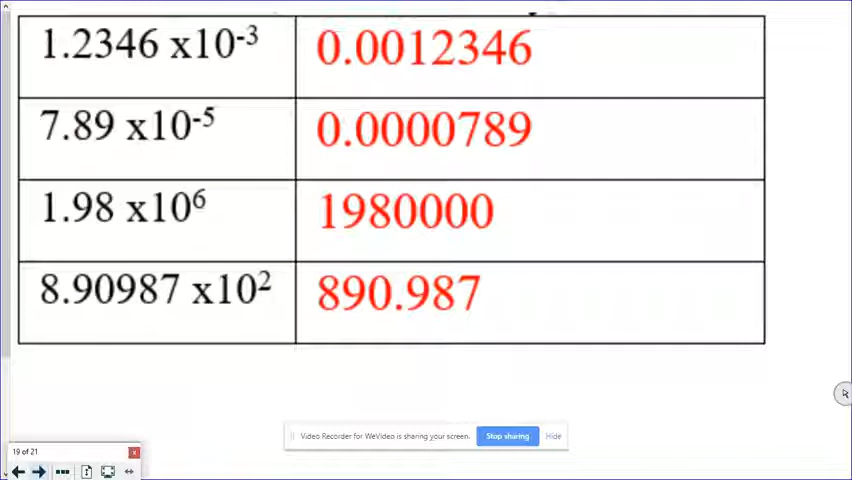 1.2346 x10⁻³ 0.0012346
7.89 x10⁻⁵ 0.0000789
1.98 x10⁶ 1980000
8.90987 x10² 890.987
Video Recorder for WeVideo is sharing your screen. Stop sharing Hide
19 of 21